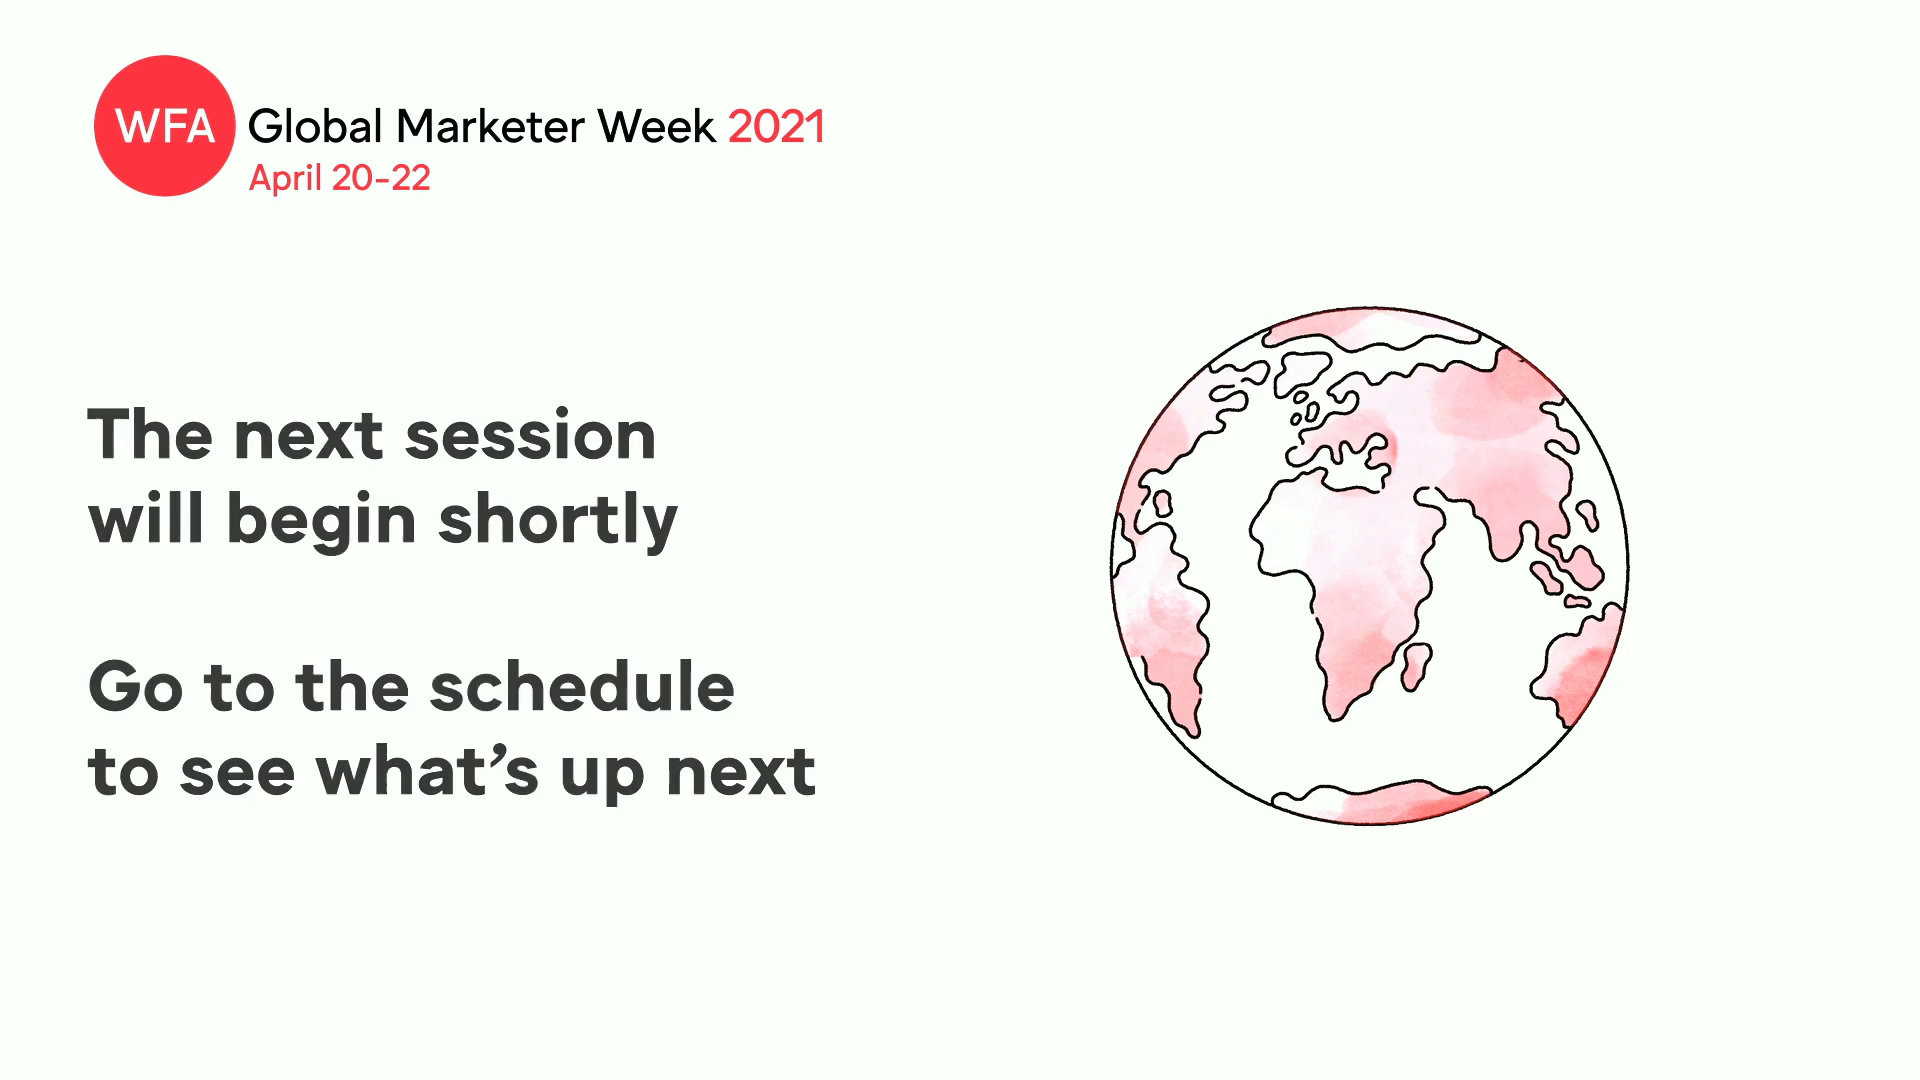 WFA
Global Marketer Week 2021
April 20-22
The next session
will begin shortly
Go to the schedule
to see what’s up next